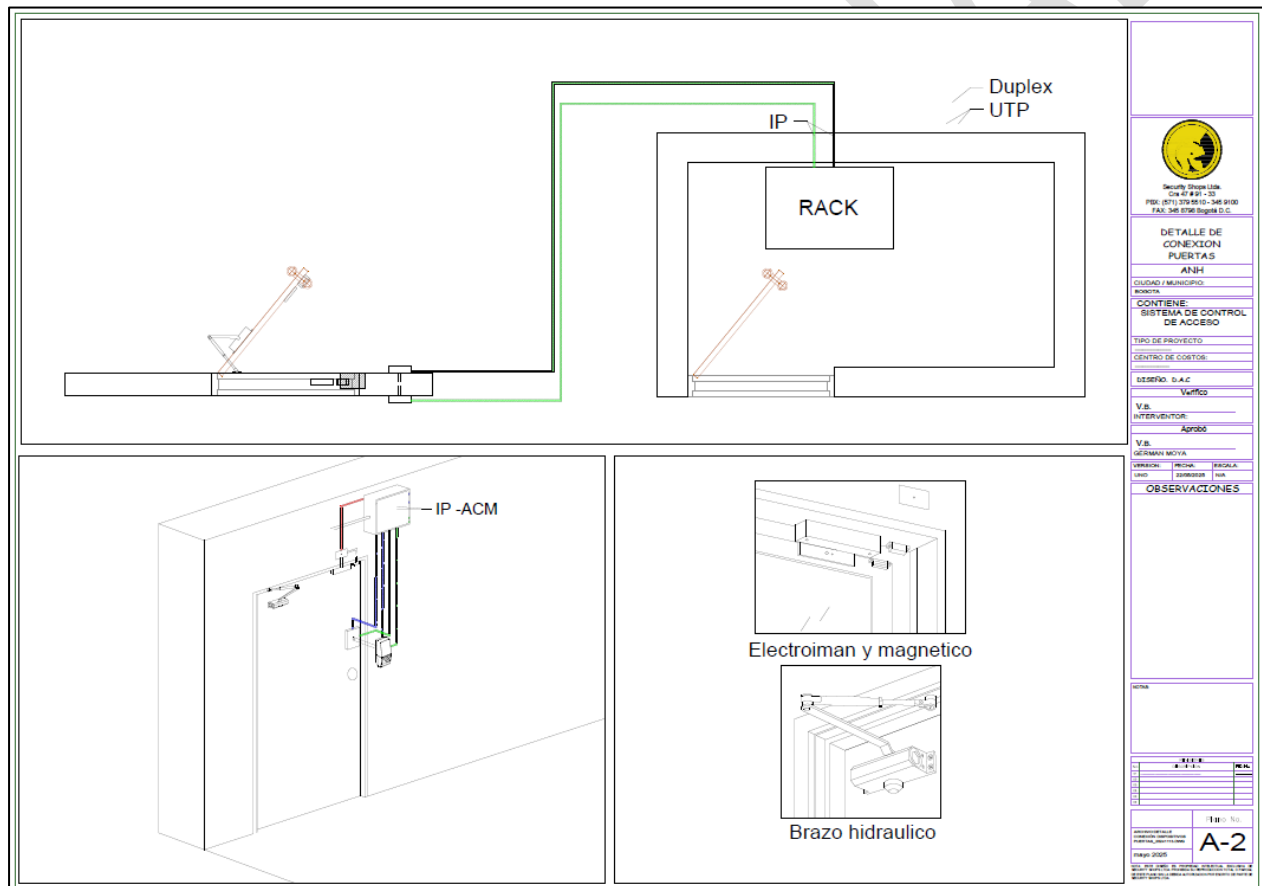 Duplex
UTP
IP
RACK
IP -ACM
Electroiman y magnetico
Brazo hidraulico
Security Shops Ltda.
Cra 47 # 91 - 33
PBX: (571) 379 5510 - 345 9100
FAX: 345 8798 Bogotá D.C.
DETALLE DE
CONEXION
PUERTAS
ANH
CIUDAD / MUNICIPIO:
BOGOTA
CONTIENE:
SISTEMA DE CONTROL
DE ACCESO
TIPO DE PROYECTO
CENTRO DE COSTOS:
DISEÑO. D.A.C
Verifico
V.B.
INTERVENTOR:
Aprobó
V.B.
GERMAN MOYA
VERSION: FECHA: ESCALA:
UNO N/A
OBSERVACIONES
NOTAS:
Plano No.
A-2
mayo 2025